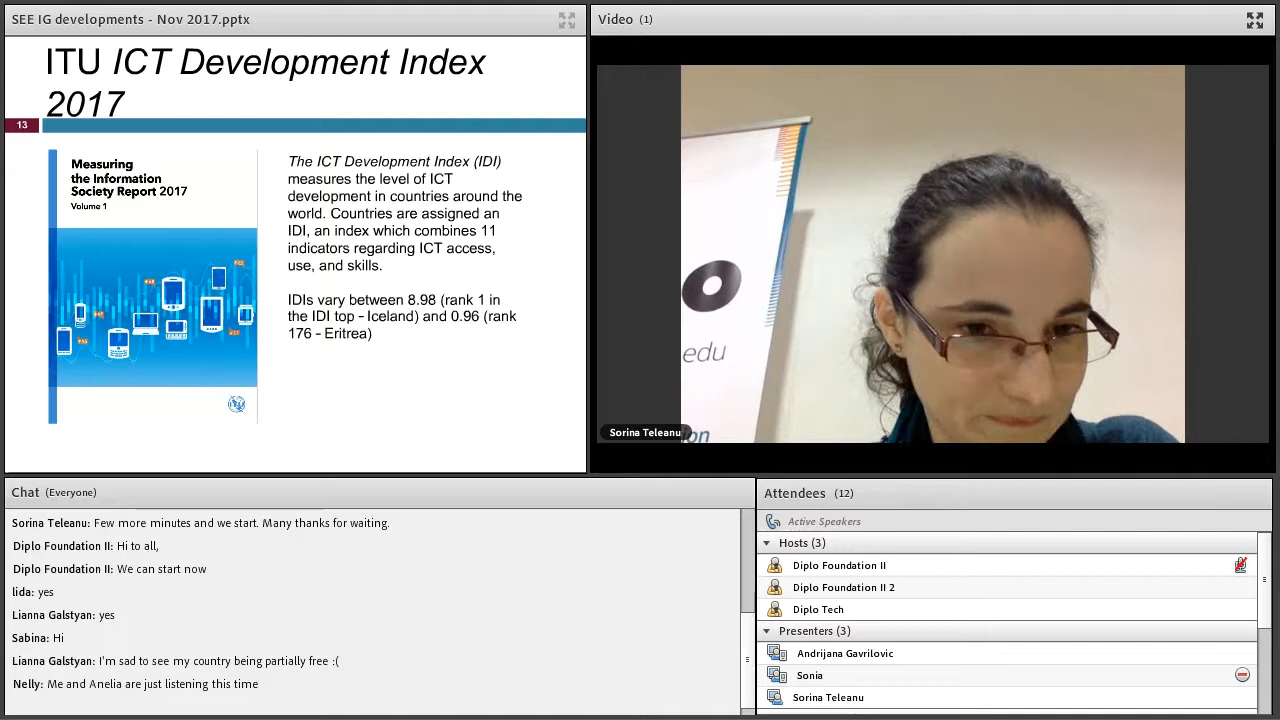 SEE IG developments - Nov 2017.pptx
ITU ICT Development Index
2017
13
Measuring
the Information
Society Report 2017
Volume 1
The ICT Development Index (IDI)
measures the level of ICT
development in countries around the
world. Countries are assigned an
IDI, an index which combines 11
indicators regarding ICT access,
use, and skills.
IDIs vary between 8.98 (rank 1 in
the IDI top – Iceland) and 0.96 (rank
176 – Eritrea)
Video (1)
edu
on
Sorina Teleanu
Chat (Everyone)
Sorina Teleanu: Few more minutes and we start. Many thanks for waiting.
Diplo Foundation II: Hi to all,
Diplo Foundation II: We can start now
lida: yes
Lianna Galstyan: yes
Sabina: Hi
Lianna Galstyan: I'm sad to see my country being partially free :(
Nelly: Me and Anelia are just listening this time
Attendees (12)
Active Speakers
Hosts (3)
Diplo Foundation II
Diplo Foundation II 2
Diplo Tech
Presenters (3)
Andrijana Gavrilovic
Sonia
Sorina Teleanu